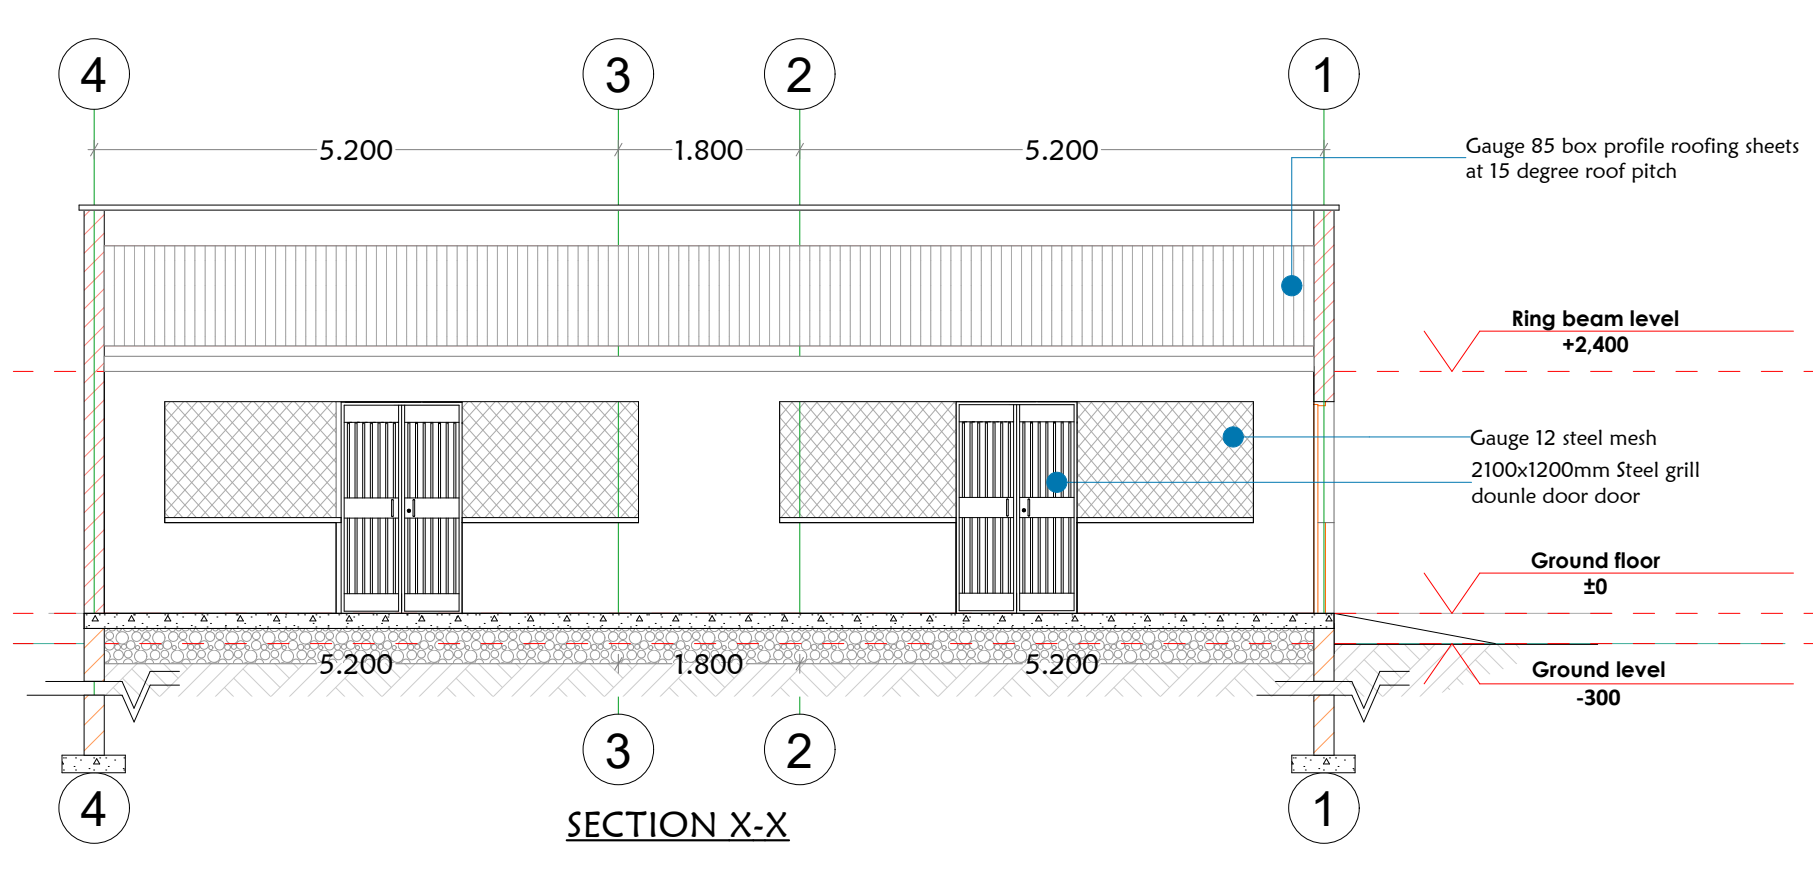 4
3
2
1
5.200
1.800
5.200
Gauge 85 box profile roofing sheets
at 15 degree roof pitch
Ring beam level
+2,400
Gauge 12 steel mesh
2100x1200mm Steel grill
dounle door door
Ground floor
±0
5.200
1.800
5.200
Ground level
-300
3
2
4
1
SECTION X-X